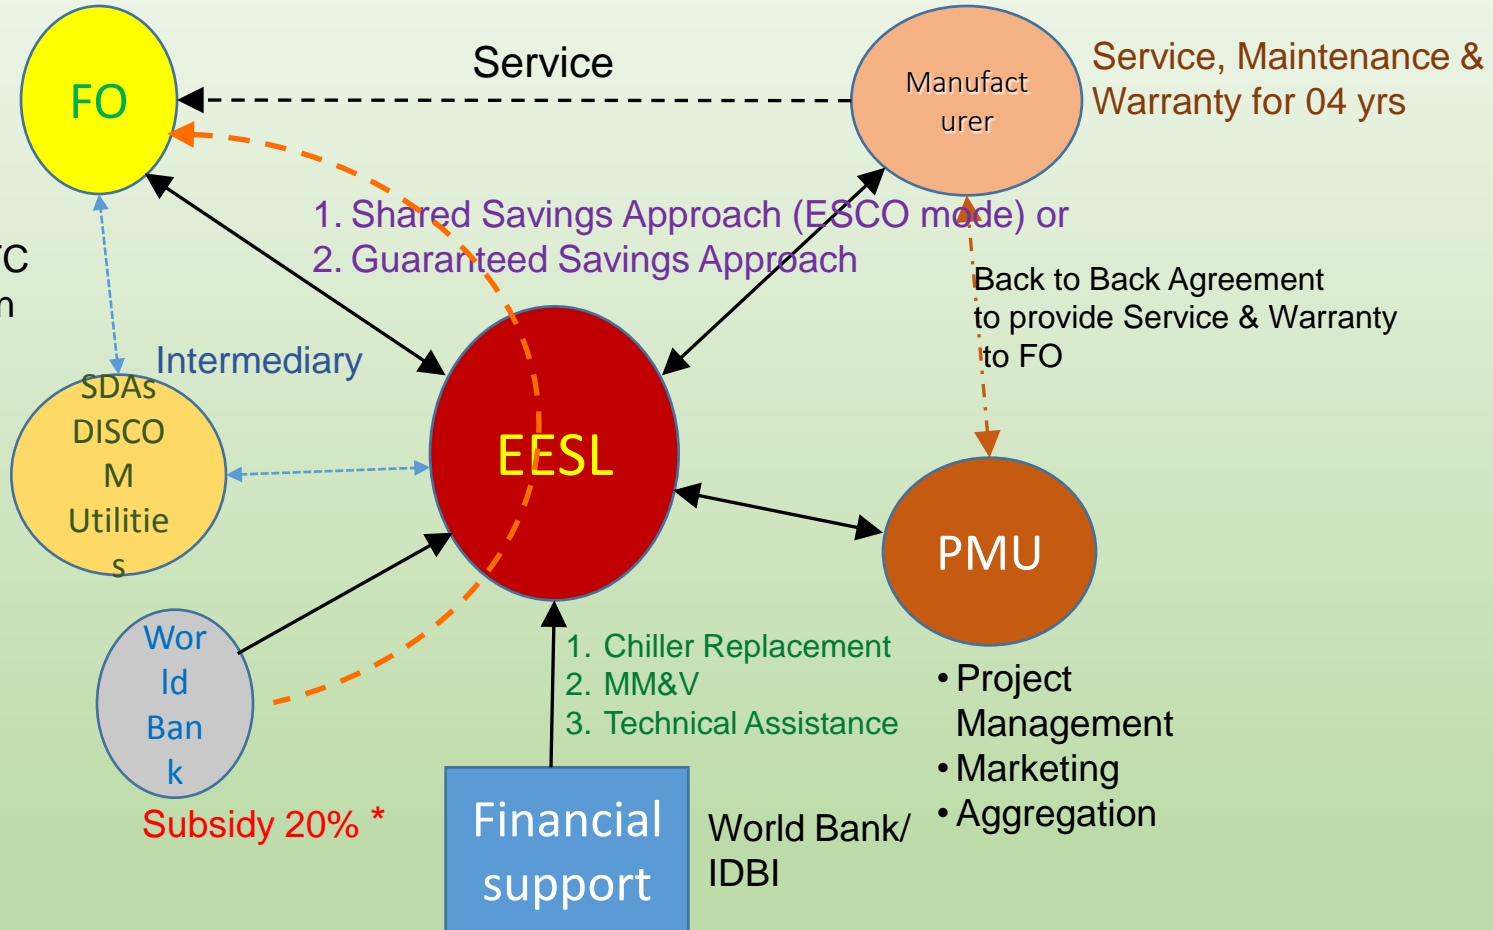 FO
Service
Manufact
urer
Service, Maintenance &
Warranty for 04 yrs
1. Shared Savings Approach (ESCO mode) or
2. Guaranteed Savings Approach
Back to Back Agreement
to provide Service & Warranty
to FO
Intermediary
SDAs
DISCO
M
Utilitie
s
EESL
PMU
Wor
ld
Ban
k
1. Chiller Replacement
2. MM&V
3. Technical Assistance
• Project
Management
• Marketing
• Aggregation
Subsidy 20% *
Financial
support
World Bank/
IDBI